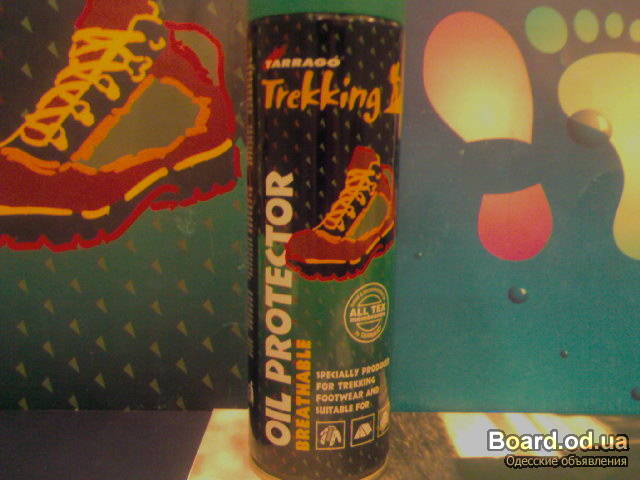 TARRAGO
Trekking
OIL PROTECTOR
BREATHABLE
ALL TEX
SPECIALLY PRODUCED
FOR TREKKING
FOOTWEAR AND
SUITABLE FOR
Board.od.ua
Одесские объявления